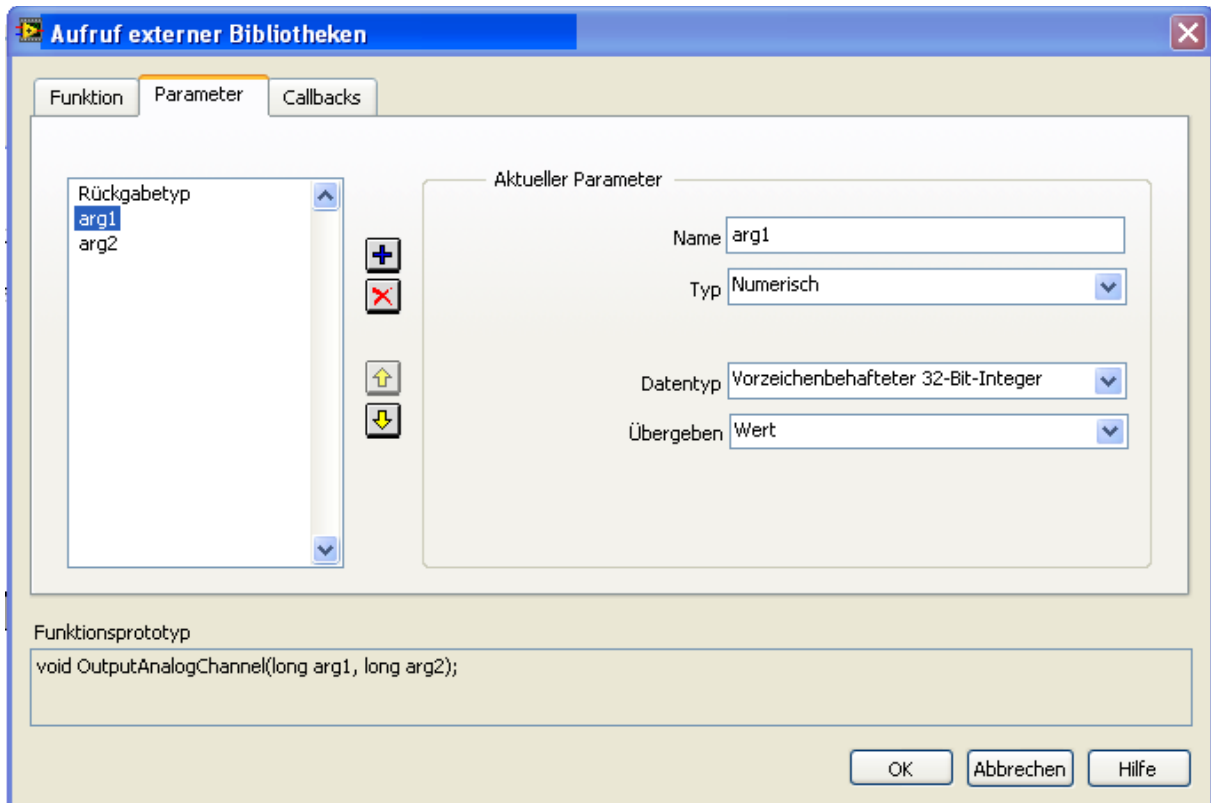 Aufruf externer Bibliotheken
Funktion
Parameter
Callbacks
Rückgabetyp
arg1
arg2
Aktueller Parameter
Name arg1
Typ Numerisch
Datentyp Vorzeichenbehafteter 32-Bit-Integer
Übergeben Wert
Funktionsprototyp
void OutputAnalogChannel(long arg1, long arg2);
OK
Abbrechen
Hilfe